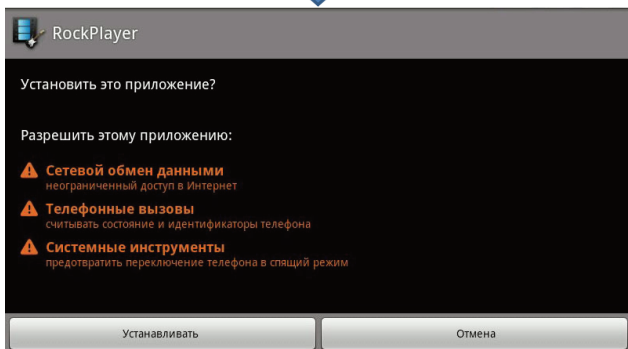 RockPlayer
Установить это приложение?
Разрешить этому приложению:
Сетевой обмен данными
неограниченный доступ в Интернет
Телефонные вызовы
считывать состояние и идентификаторы телефона
Системные инструменты
предотвратить переключение телефона в спящий режим
Устанавливать
Отмена